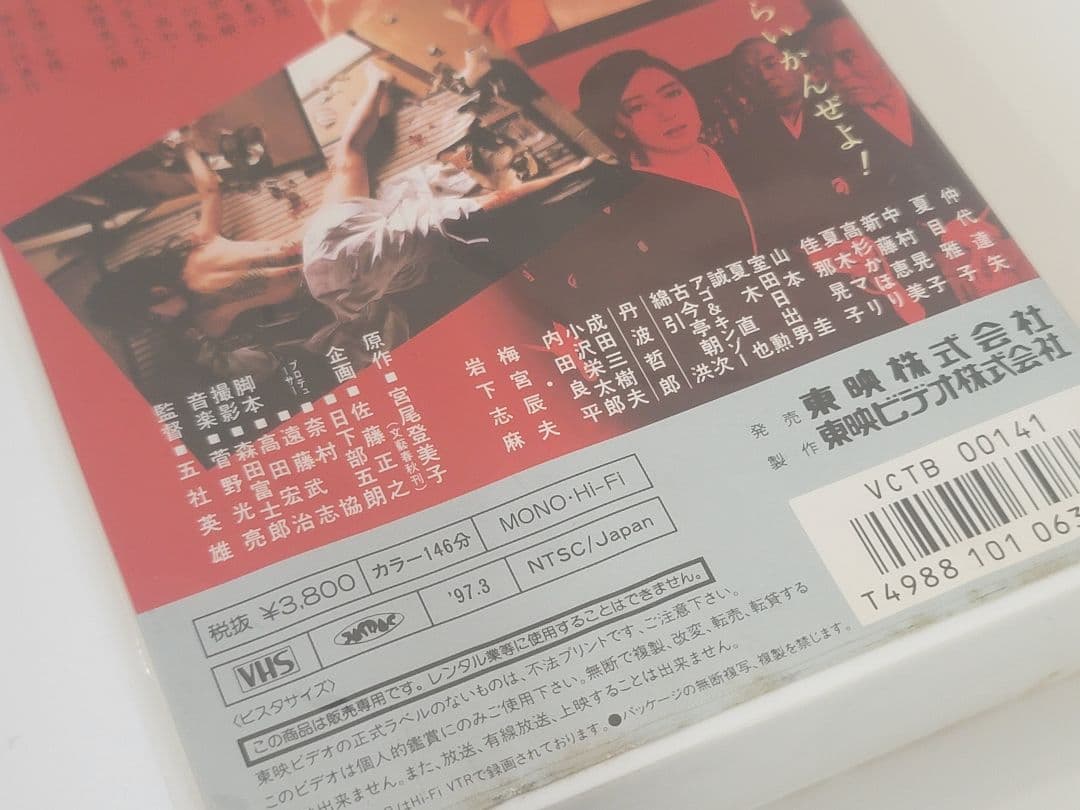 らいかんぜよ!
仲代達矢
夏目雅子
中村晃子
新藤恵美
高杉かほり
夏木マリ
佳那晃子
山本圭
室田日出男
夏木勲
誠直也
アゴ&キンゾー
古今亭朝次
綿引洪
丹波哲郎
成田三樹夫
小沢栄太郎
内田良平
梅宮辰夫
岩下志麻
原作■宮尾登美子
(文藝春秋刊)
企画■佐藤正之
日下部五朗
プロデューサー■奈村協
遠藤武志
脚本■高田宏治
撮影■森田富士郎
音楽■菅野光亮
監督■五社英雄
発売 東映株式会社
製作 東映ビデオ株式会社
VCTB 00141
T4988 101 063
税抜 ¥3,800
カラー146分
MONO・Hi-Fi
VHS
'97.3
NTSC/Japan
〈ビスタサイズ〉
この商品は販売専用です。レンタル業等に使用することはできません。
東映ビデオの正式ラベルのないものは、不法プリントです、ご注意下さい。
このビデオは個人的鑑賞にのみご使用下さい。無断で複製、改変、転売、転貸する
出来ません。また、放送、有線放送、上映することは出来ません。
はHi-Fi VTRで録画されております。●パッケージの無断複写、複製を禁じます。